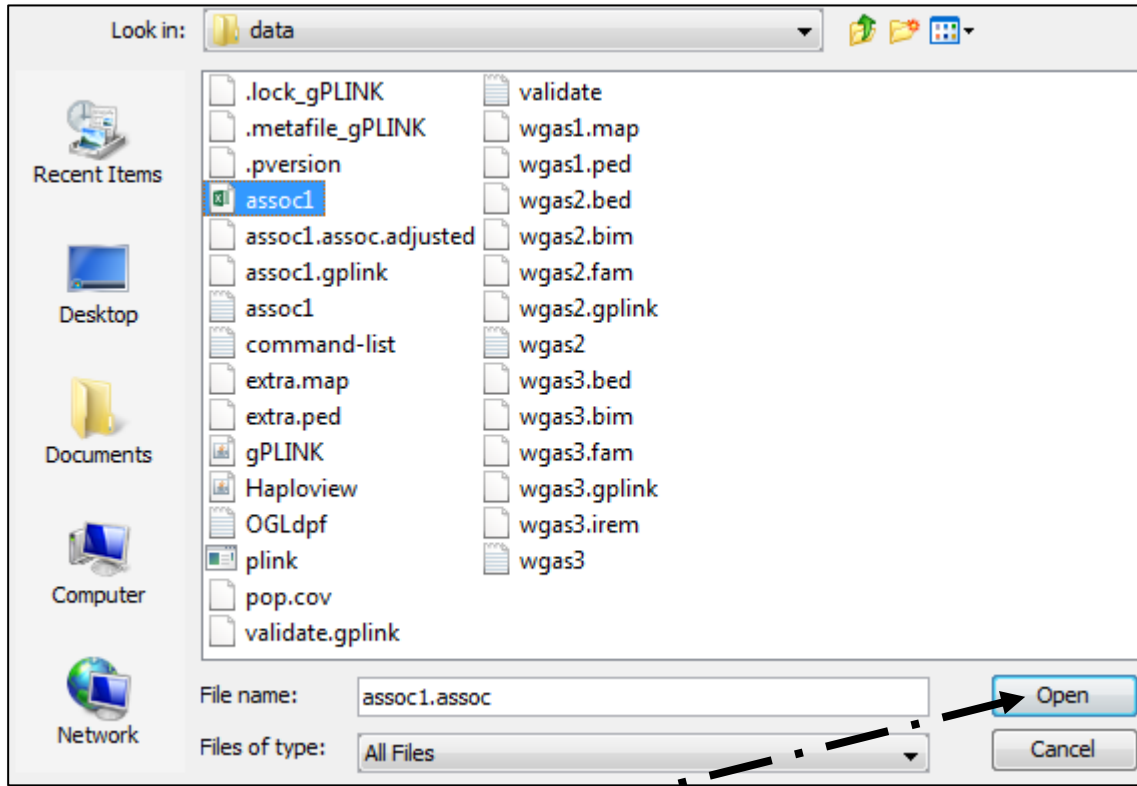 Look in:
data
Recent Items
Desktop
Documents
Computer
Network
.lock_gPLINK
.metafile_gPLINK
.pversion
assoc1
assoc1.assoc.adjusted
assoc1.gplink
assoc1
command-list
extra.map
extra.ped
gPLINK
Haploview
OGLdpf
plink
pop.cov
validate.gplink
validate
wgas1.map
wgas1.ped
wgas2.bed
wgas2.bim
wgas2.fam
wgas2.gplink
wgas2
wgas3.bed
wgas3.bim
wgas3.fam
wgas3.gplink
wgas3.irem
wgas3
File name:
assoc1.assoc
Open
Files of type:
All Files
Cancel